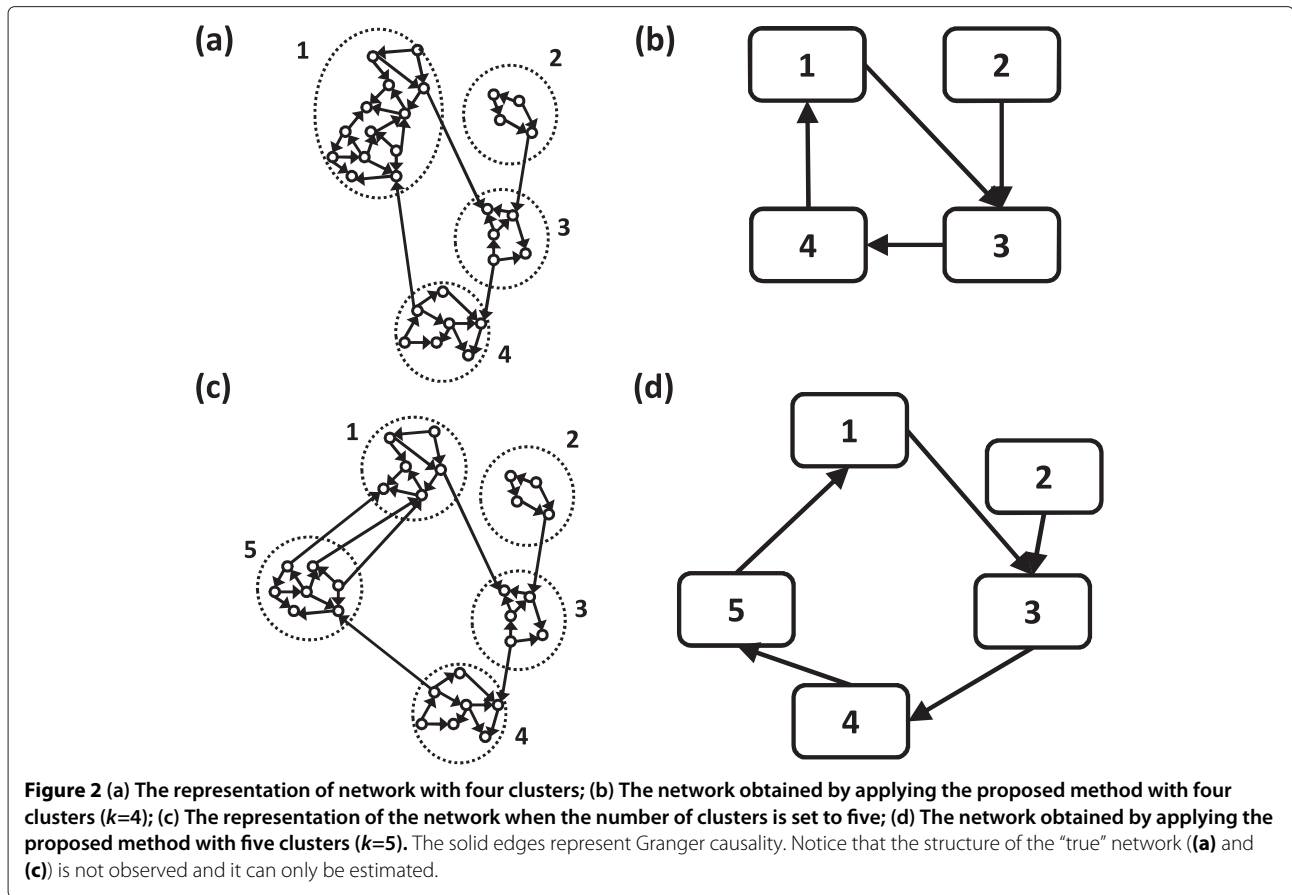 (a)
1
2
3
4
(b)
1
2
4
3
(c)
1
2
5
3
4
(d)
1
2
5
3
4
Figure 2 (a) The representation of network with four clusters; (b) The network obtained by applying the proposed method with four
clusters (k=4); (c) The representation of the network when the number of clusters is set to five; (d) The network obtained by applying the
proposed method with five clusters (k=5). The solid edges represent Granger causality. Notice that the structure of the “true” network ((a) and
(c)) is not observed and it can only be estimated.